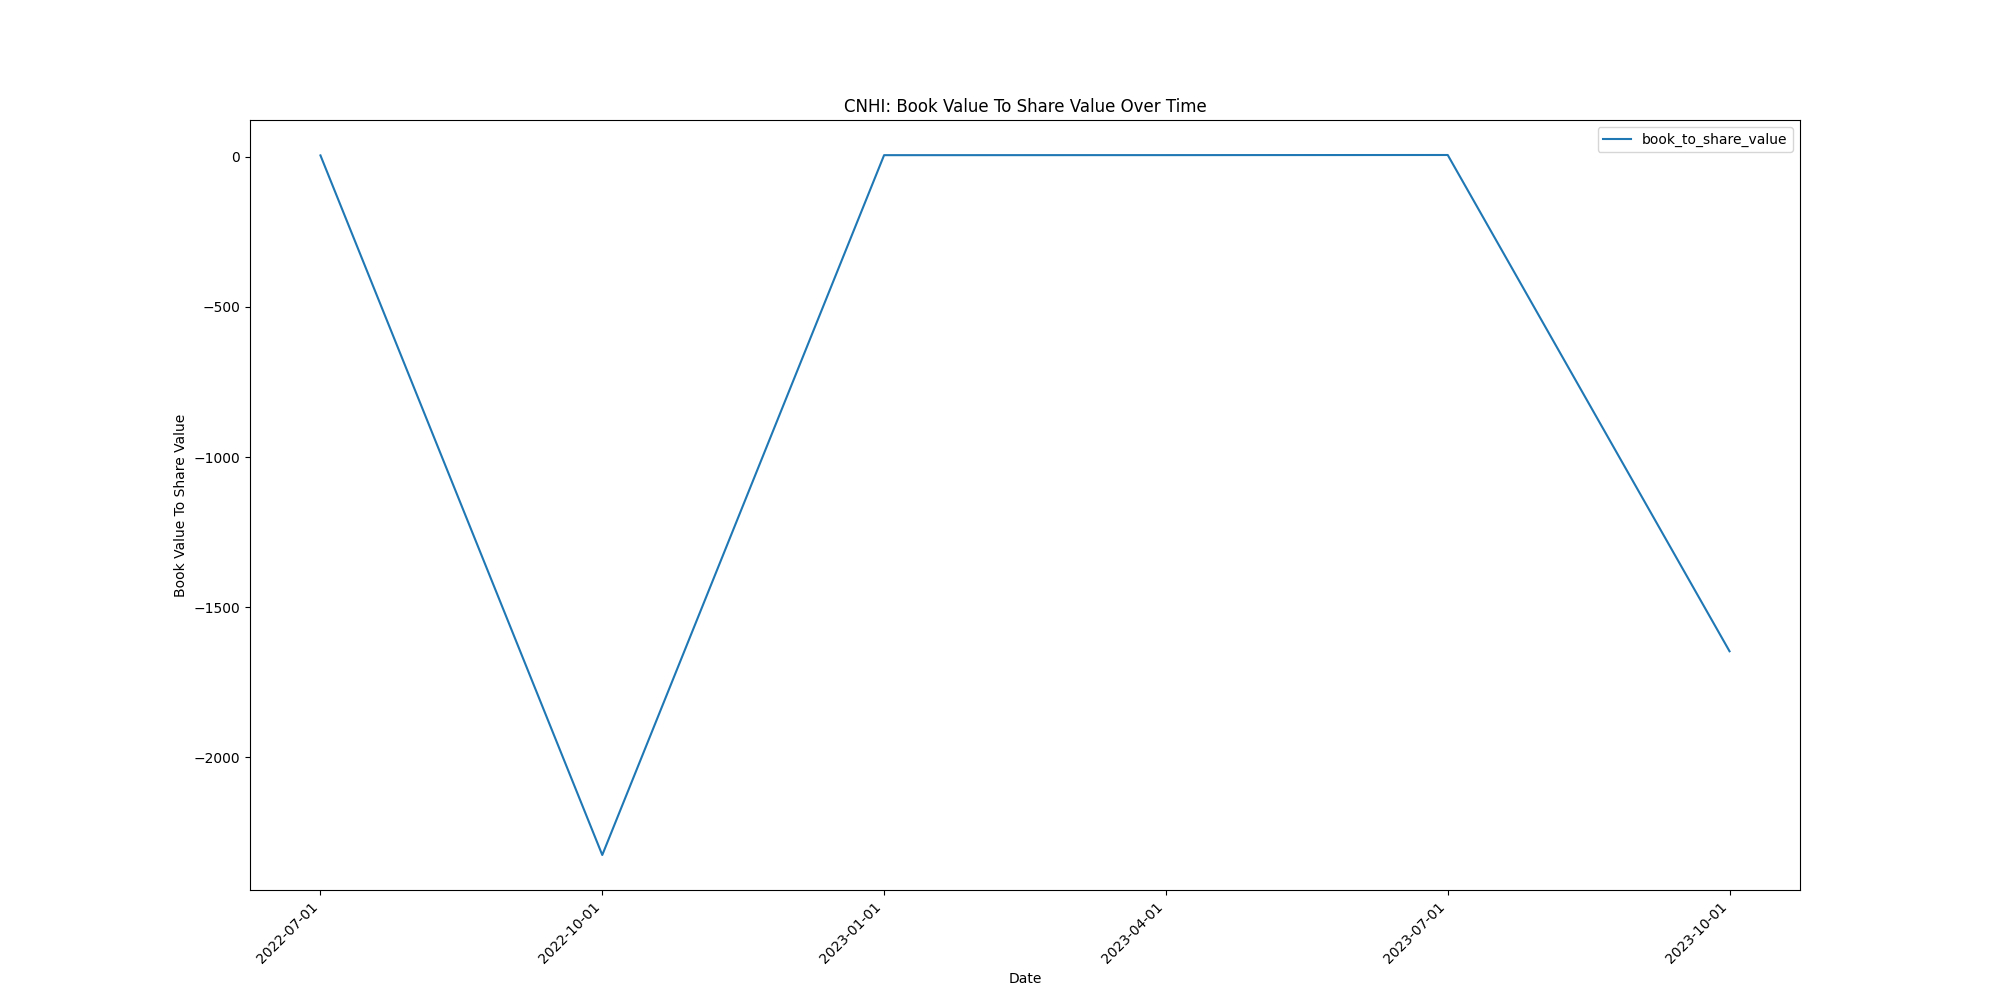 CNHI: Book Value To Share Value Over Time
book_to_share_value
0
−500
−1000
−1500
−2000
Book Value To Share Value
2022-07-01
2022-10-01
2023-01-01
2023-04-01
2023-07-01
2023-10-01
Date